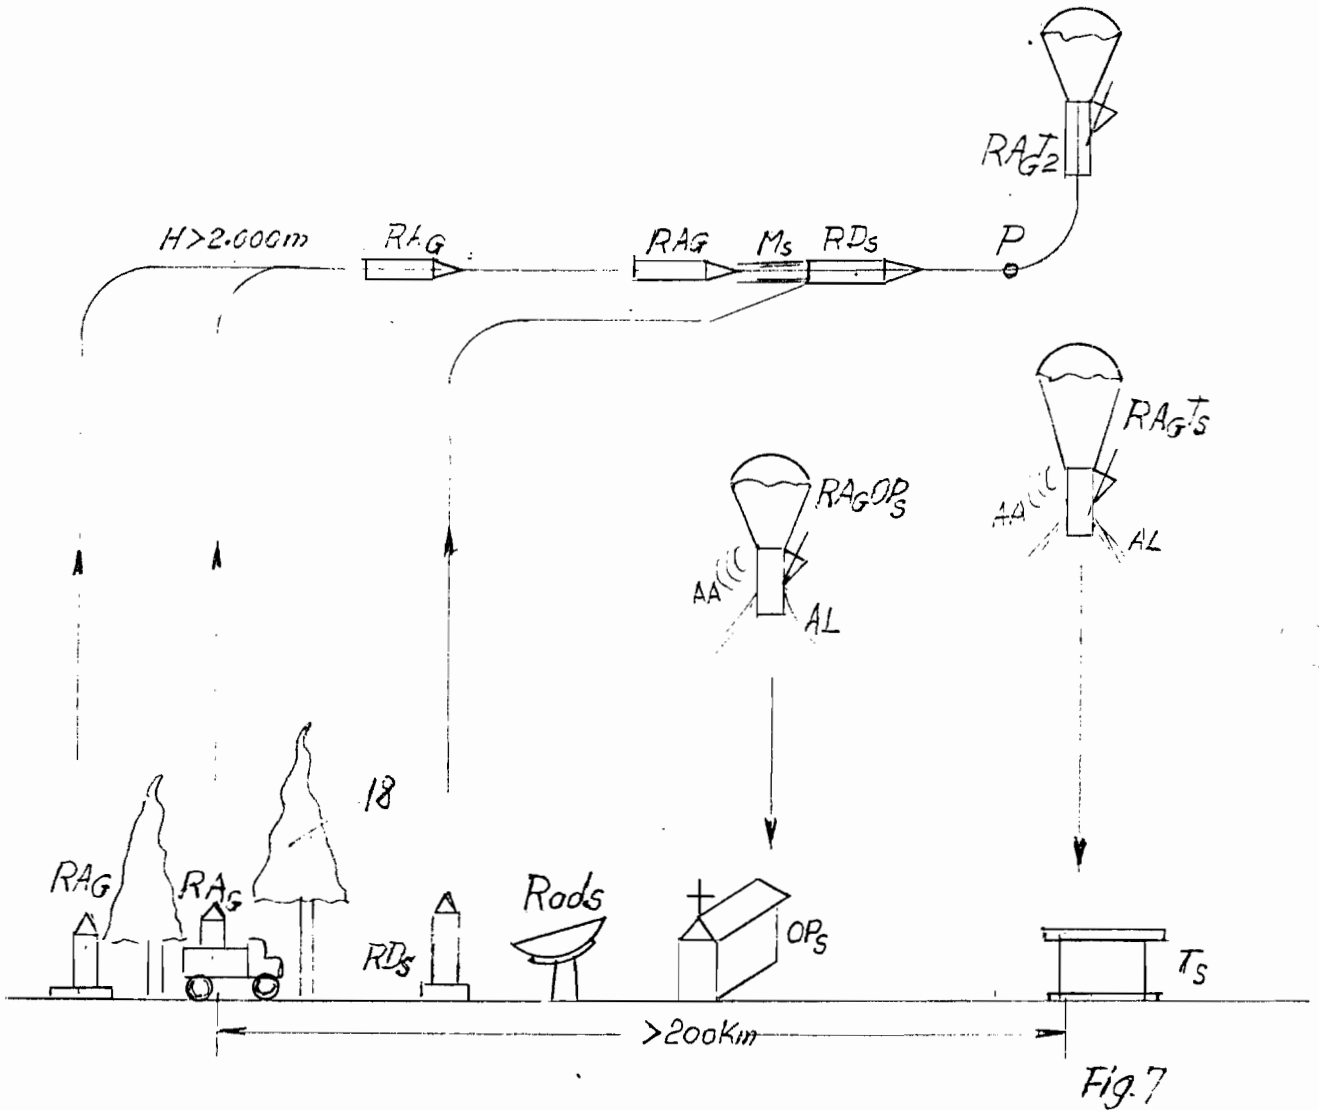 RAGT2
H>2.000m
RAG
RAG
Ms
RDs
P
RAGTS
RAGOPS
AA
AL
AA
AL
18
RAG
RAG
RDs
Rads
OPS
TS
>200Km
Fig.7